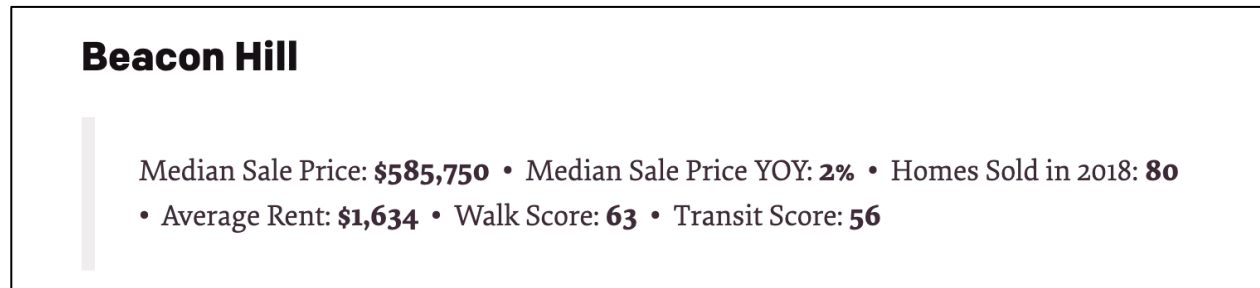 Beacon Hill
Median Sale Price: $585,750 • Median Sale Price YOY: 2% • Homes Sold in 2018: 80
• Average Rent: $1,634 • Walk Score: 63 • Transit Score: 56